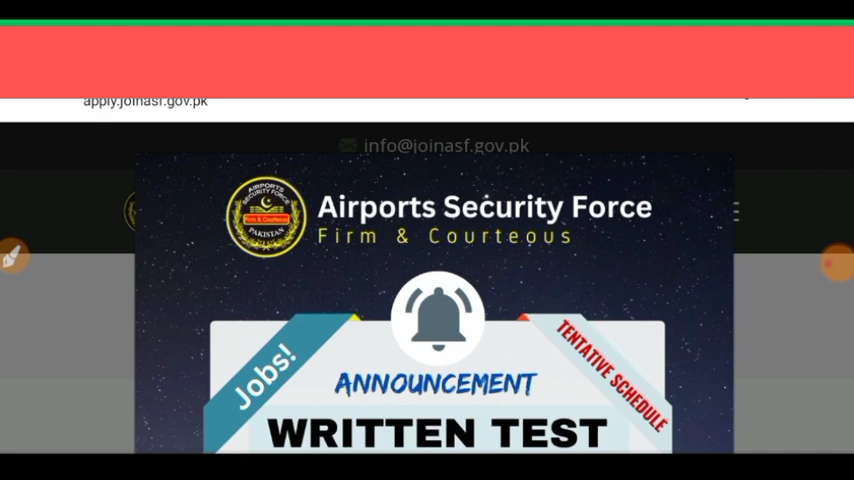 apply.joinasf.gov.pk
info@joinasf.gov.pk
AIRPORTS SECURITY FORCE
Firm & Courteous
PAKISTAN
Airports Security Force
Firm & Courteous
Jobs!
TENTATIVE SCHEDULE
ANNOUNCEMENT
WRITTEN TEST